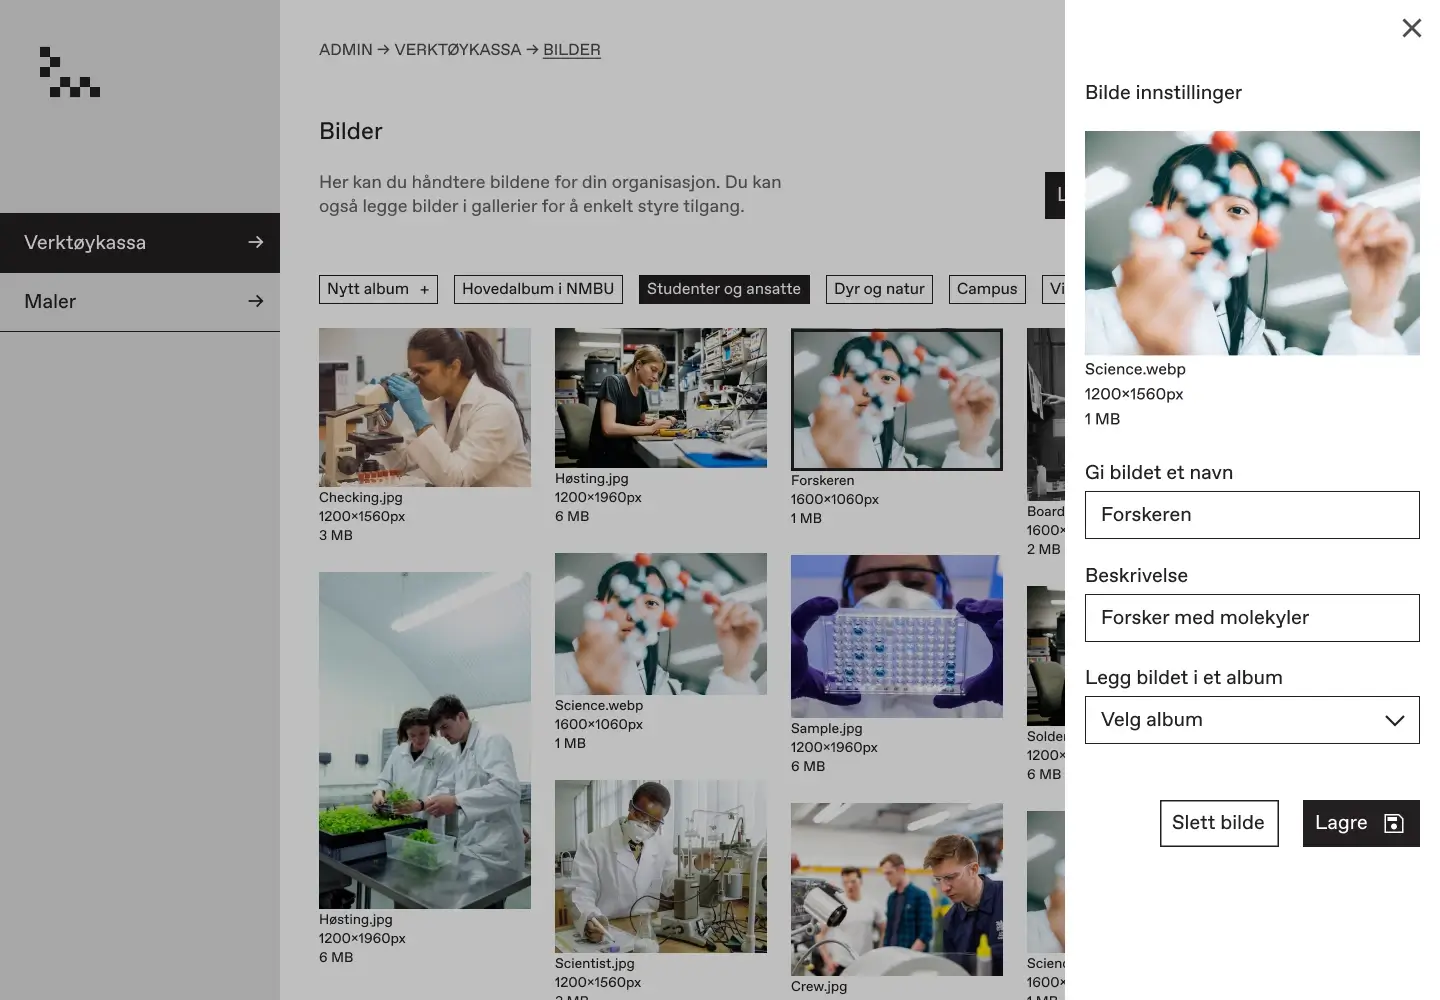 ADMIN → VERKTØYKASSA → BILDER
Bilder
Her kan du håndtere bildene for din organisasjon. Du kan
også legge bilder i gallerier for å enkelt styre tilgang.
L
Verktøykassa →
Maler →
Nytt album +
Hovedalbum i NMBU
Studenter og ansatte
Dyr og natur
Campus
Vi
Checking.jpg
1200×1560px
3 MB
Høsting.jpg
1200×1960px
6 MB
Høsting.jpg
1200×1960px
6 MB
Science.webp
1600×1060px
1 MB
Scientist.jpg
1200×1560px
Forskeren
1600×1060px
1 MB
Sample.jpg
1200×1960px
6 MB
Crew.jpg
Board
1600×
2 MB
Solder
1200×
6 MB
Scienc
1600×
1 MB
Bilde innstillinger
Science.webp
1200×1560px
1 MB
Gi bildet et navn
Forskeren
Beskrivelse
Forsker med molekyler
Legg bildet i et album
Velg album
Slett bilde
Lagre